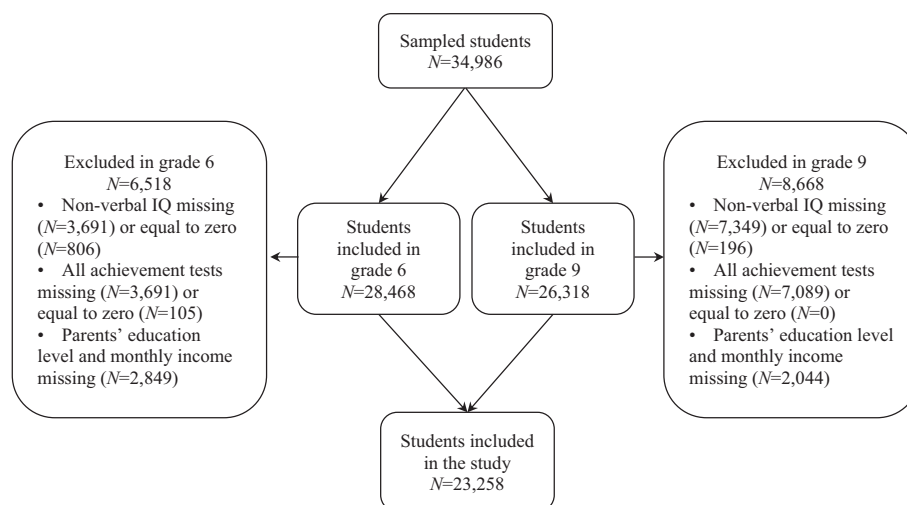 Sampled students
N=34,986
Excluded in grade 6
N=6,518
• Non-verbal IQ missing
(N=3,691) or equal to zero
(N=806)
• All achievement tests
missing (N=3,691) or
equal to zero (N=105)
• Parents’ education
level and monthly income
missing (N=2,849)
Students
included in
grade 6
N=28,468
Students
included in
grade 9
N=26,318
Excluded in grade 9
N=8,668
• Non-verbal IQ missing
(N=7,349) or equal to zero
(N=196)
• All achievement tests
missing (N=7,089) or
equal to zero (N=0)
• Parents’ education level
and monthly income
missing (N=2,044)
Students included
in the study
N=23,258